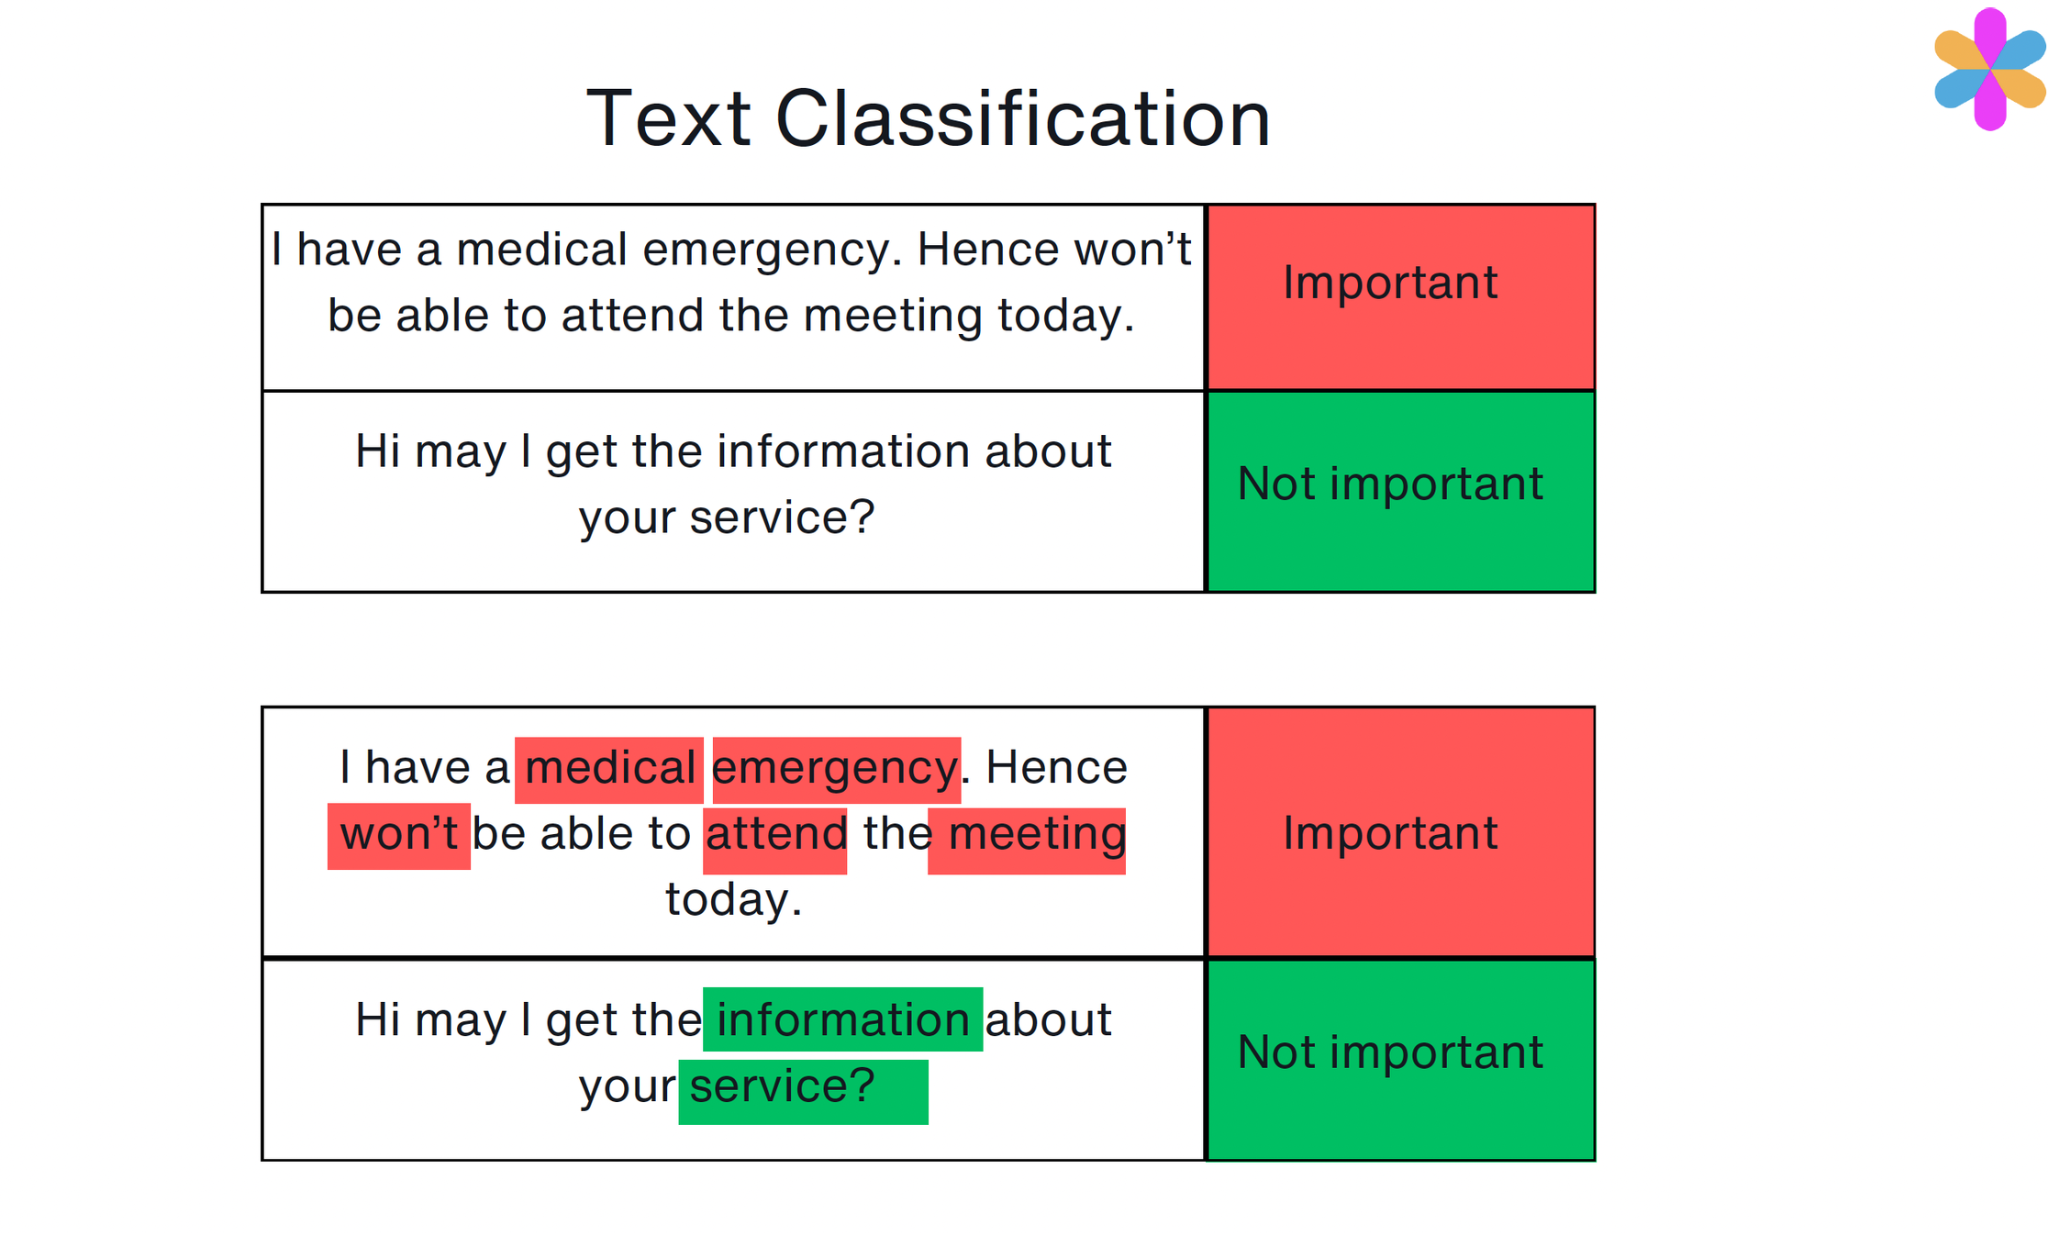 Text Classification
I have a medical emergency. Hence won't
be able to attend the meeting today.
Important
Hi may I get the information about
your service?
Not important
I have a medical emergency. Hence
won't be able to attend the meeting
today.
Important
Hi may I get the information about
your service?
Not important